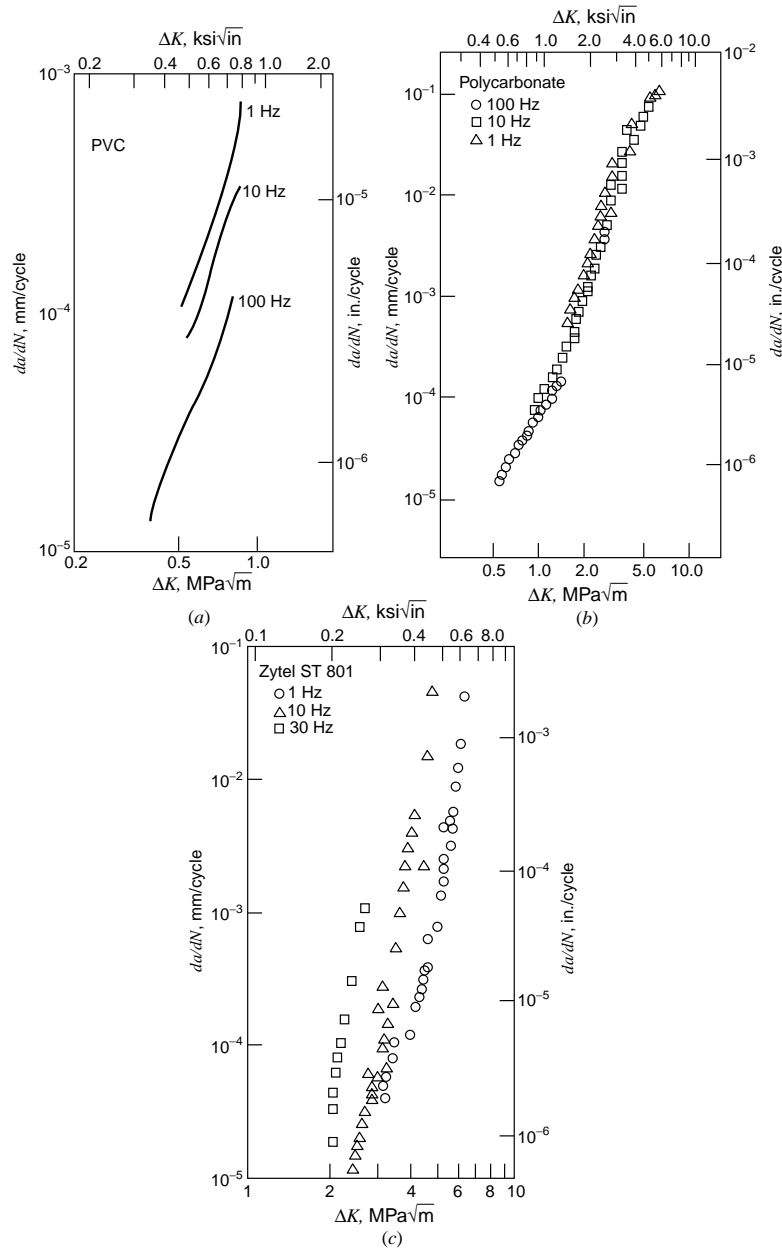 ΔK, ksi√in
0.2 0.4 0.6 0.8 1.0 2.0
10⁻³
PVC
1 Hz
10 Hz
100 Hz
10⁻⁴
10⁻⁵
10⁻⁵
10⁻⁶
da/dN, mm/cycle
da/dN, in./cycle
0.2 0.5 1.0
ΔK, MPa√m
(a)
ΔK, ksi√in
0.4 0.6 1.0 2.0 4.0 6.0 10.0
Polycarbonate
100 Hz
10 Hz
1 Hz
10⁻¹
10⁻²
10⁻³
10⁻⁴
10⁻⁵
10⁻²
10⁻³
10⁻⁴
10⁻⁵
10⁻⁶
da/dN, mm/cycle
da/dN, in./cycle
0.5 1.0 2.0 5.0 10.0
ΔK, MPa√m
(b)
ΔK, ksi√in
0.1 0.2 0.4 0.6 8.0
Zytel ST 801
1 Hz
10 Hz
30 Hz
10⁻¹
10⁻²
10⁻³
10⁻⁴
10⁻⁵
10⁻³
10⁻⁴
10⁻⁵
10⁻⁶
da/dN, mm/cycle
da/dN, in./cycle
1 2 4 6 8 10
ΔK, MPa√m
(c)